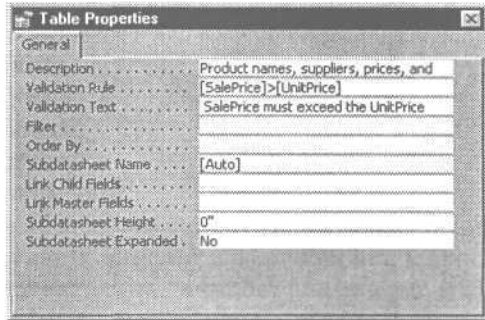 Table Properties
General
Description . . . . . . . . . . . Product names, suppliers, prices, and
Validation Rule . . . . . . . . [SalePrice]>[UnitPrice]
Validation Text . . . . . . . . SalePrice must exceed the UnitPrice
Filter . . . . . . . . . . . . . . .
Order By . . . . . . . . . . . . .
Subdatasheet Name . . . . [Auto]
Link Child Fields . . . . . . . .
Link Master Fields . . . . . .
Subdatasheet Height . . . . 0"
Subdatasheet Expanded . No